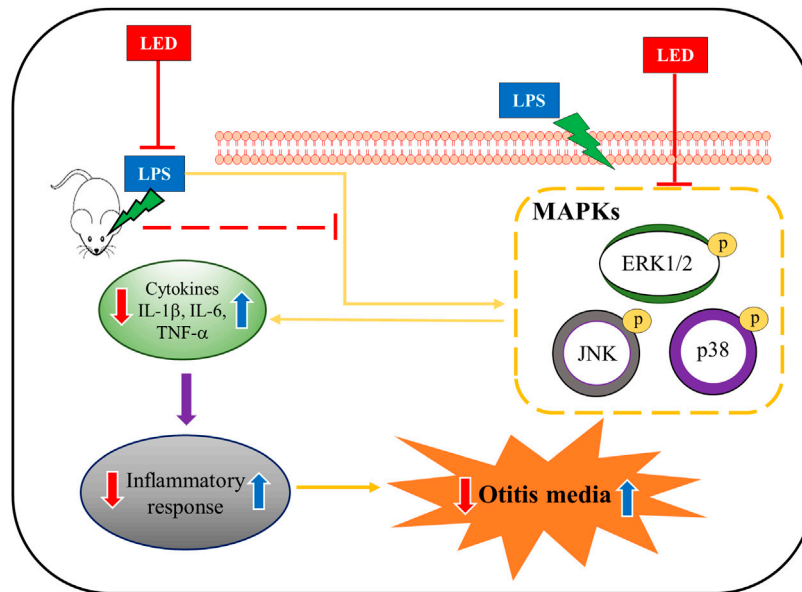 LED
LED
LPS
LPS
MAPKs
p
ERK1/2
Cytokines
IL-1β, IL-6,
TNF-α
p
p
JNK
p38
Inflammatory
response
Otitis media